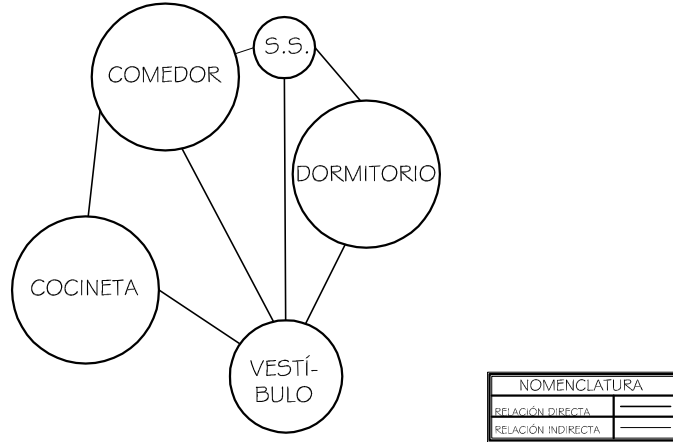 S.S.
COMEDOR
DORMITORIO
COCINETA
VESTÍ-
BULO
NOMENCLATURA
RELACIÓN DIRECTA
RELACIÓN INDIRECTA